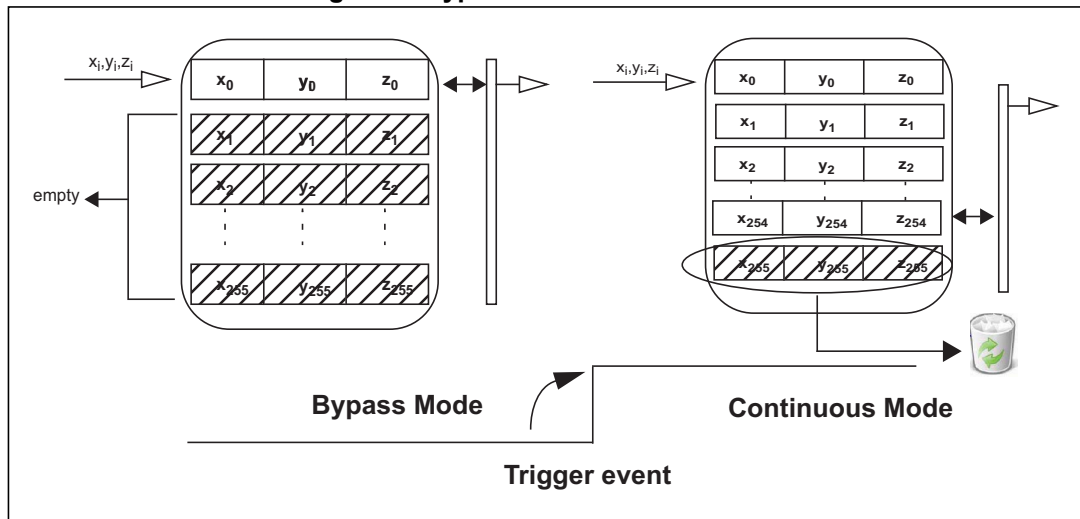 xi,yi,zi
x0 yD z0
x1 y1 z1
x2 y2 z2
empty
x255 y255 z255
xi,yi,zi
x0 y0 z0
x1 y1 z1
x2 y2 z2
x254 y254 z254
x255 y255 z255
Bypass Mode
Continuous Mode
Trigger event